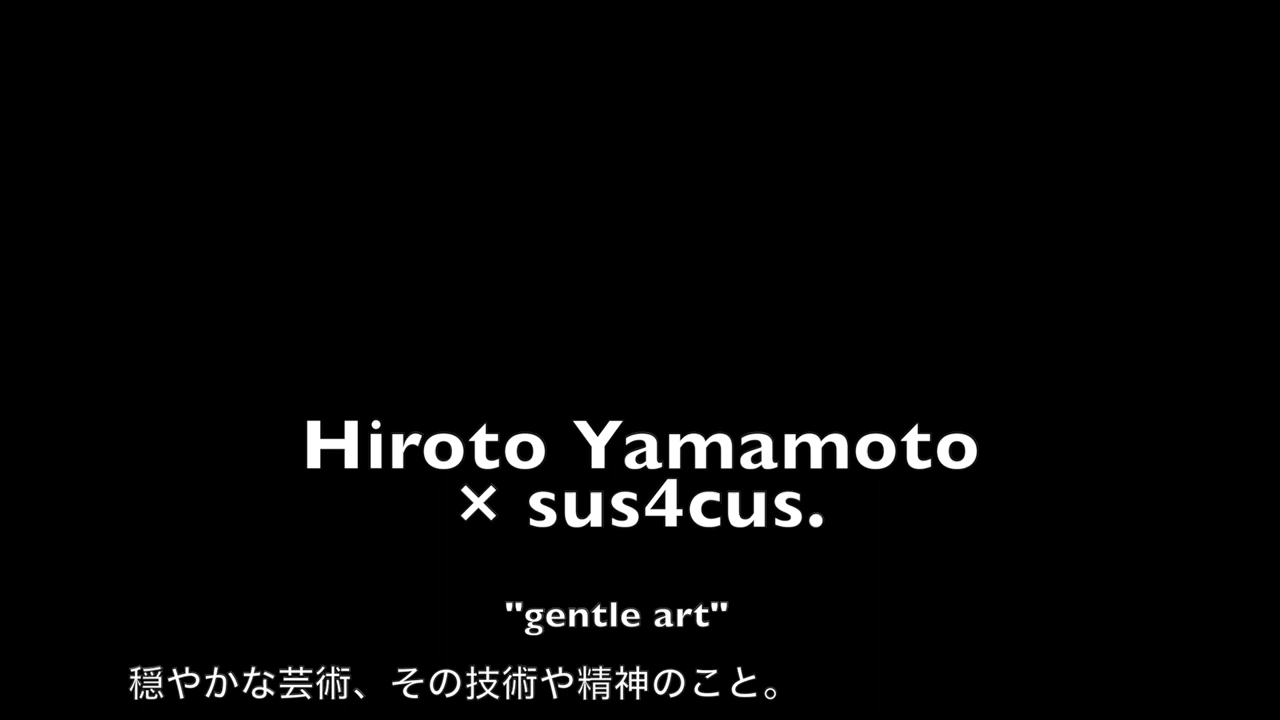 Hiroto Yamamoto
× sus4cus.
"gentle art"
穏やかな芸術、その技術や精神のこと。